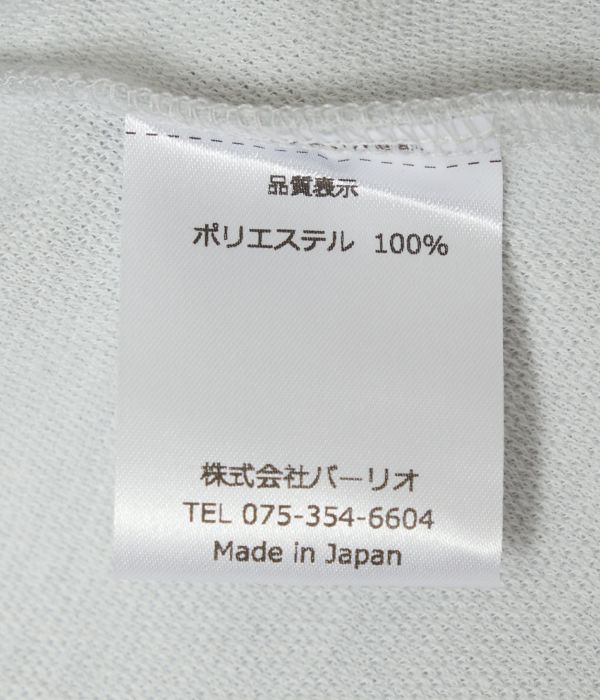 品質表示
ポリエステル 100%
株式会社バーリオ
TEL 075-354-6604
Made in Japan